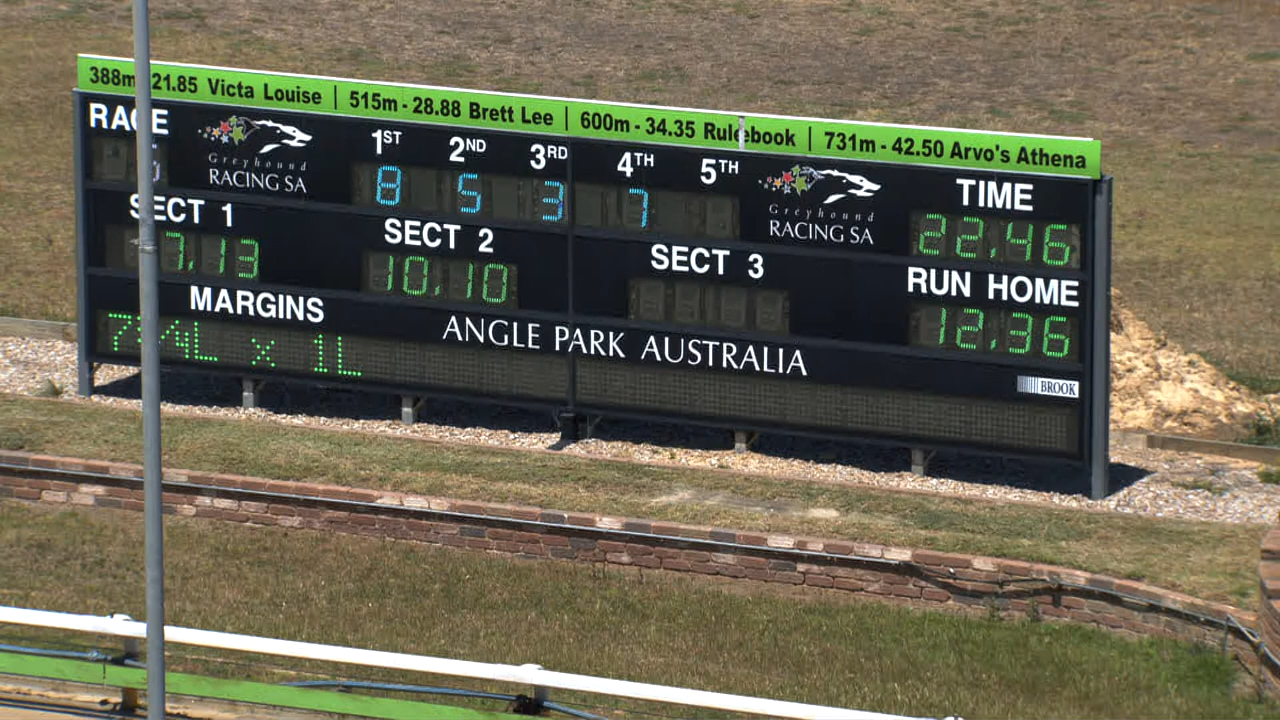 388m 21.85 Victa Louise | 515m - 28.88 Brett Lee | 600m - 34.35 Rulebook | 731m - 42.50 Arvo's Athena
RACE
Greyhound
RACING SA
1ST 2ND 3RD 4TH 5TH
8 5 3 7
Greyhound
RACING SA
TIME
22.46
SECT 1
7.13
SECT 2
10.10
SECT 3
RUN HOME
12.36
MARGINS
x 1L
ANGLE PARK AUSTRALIA
BROOK